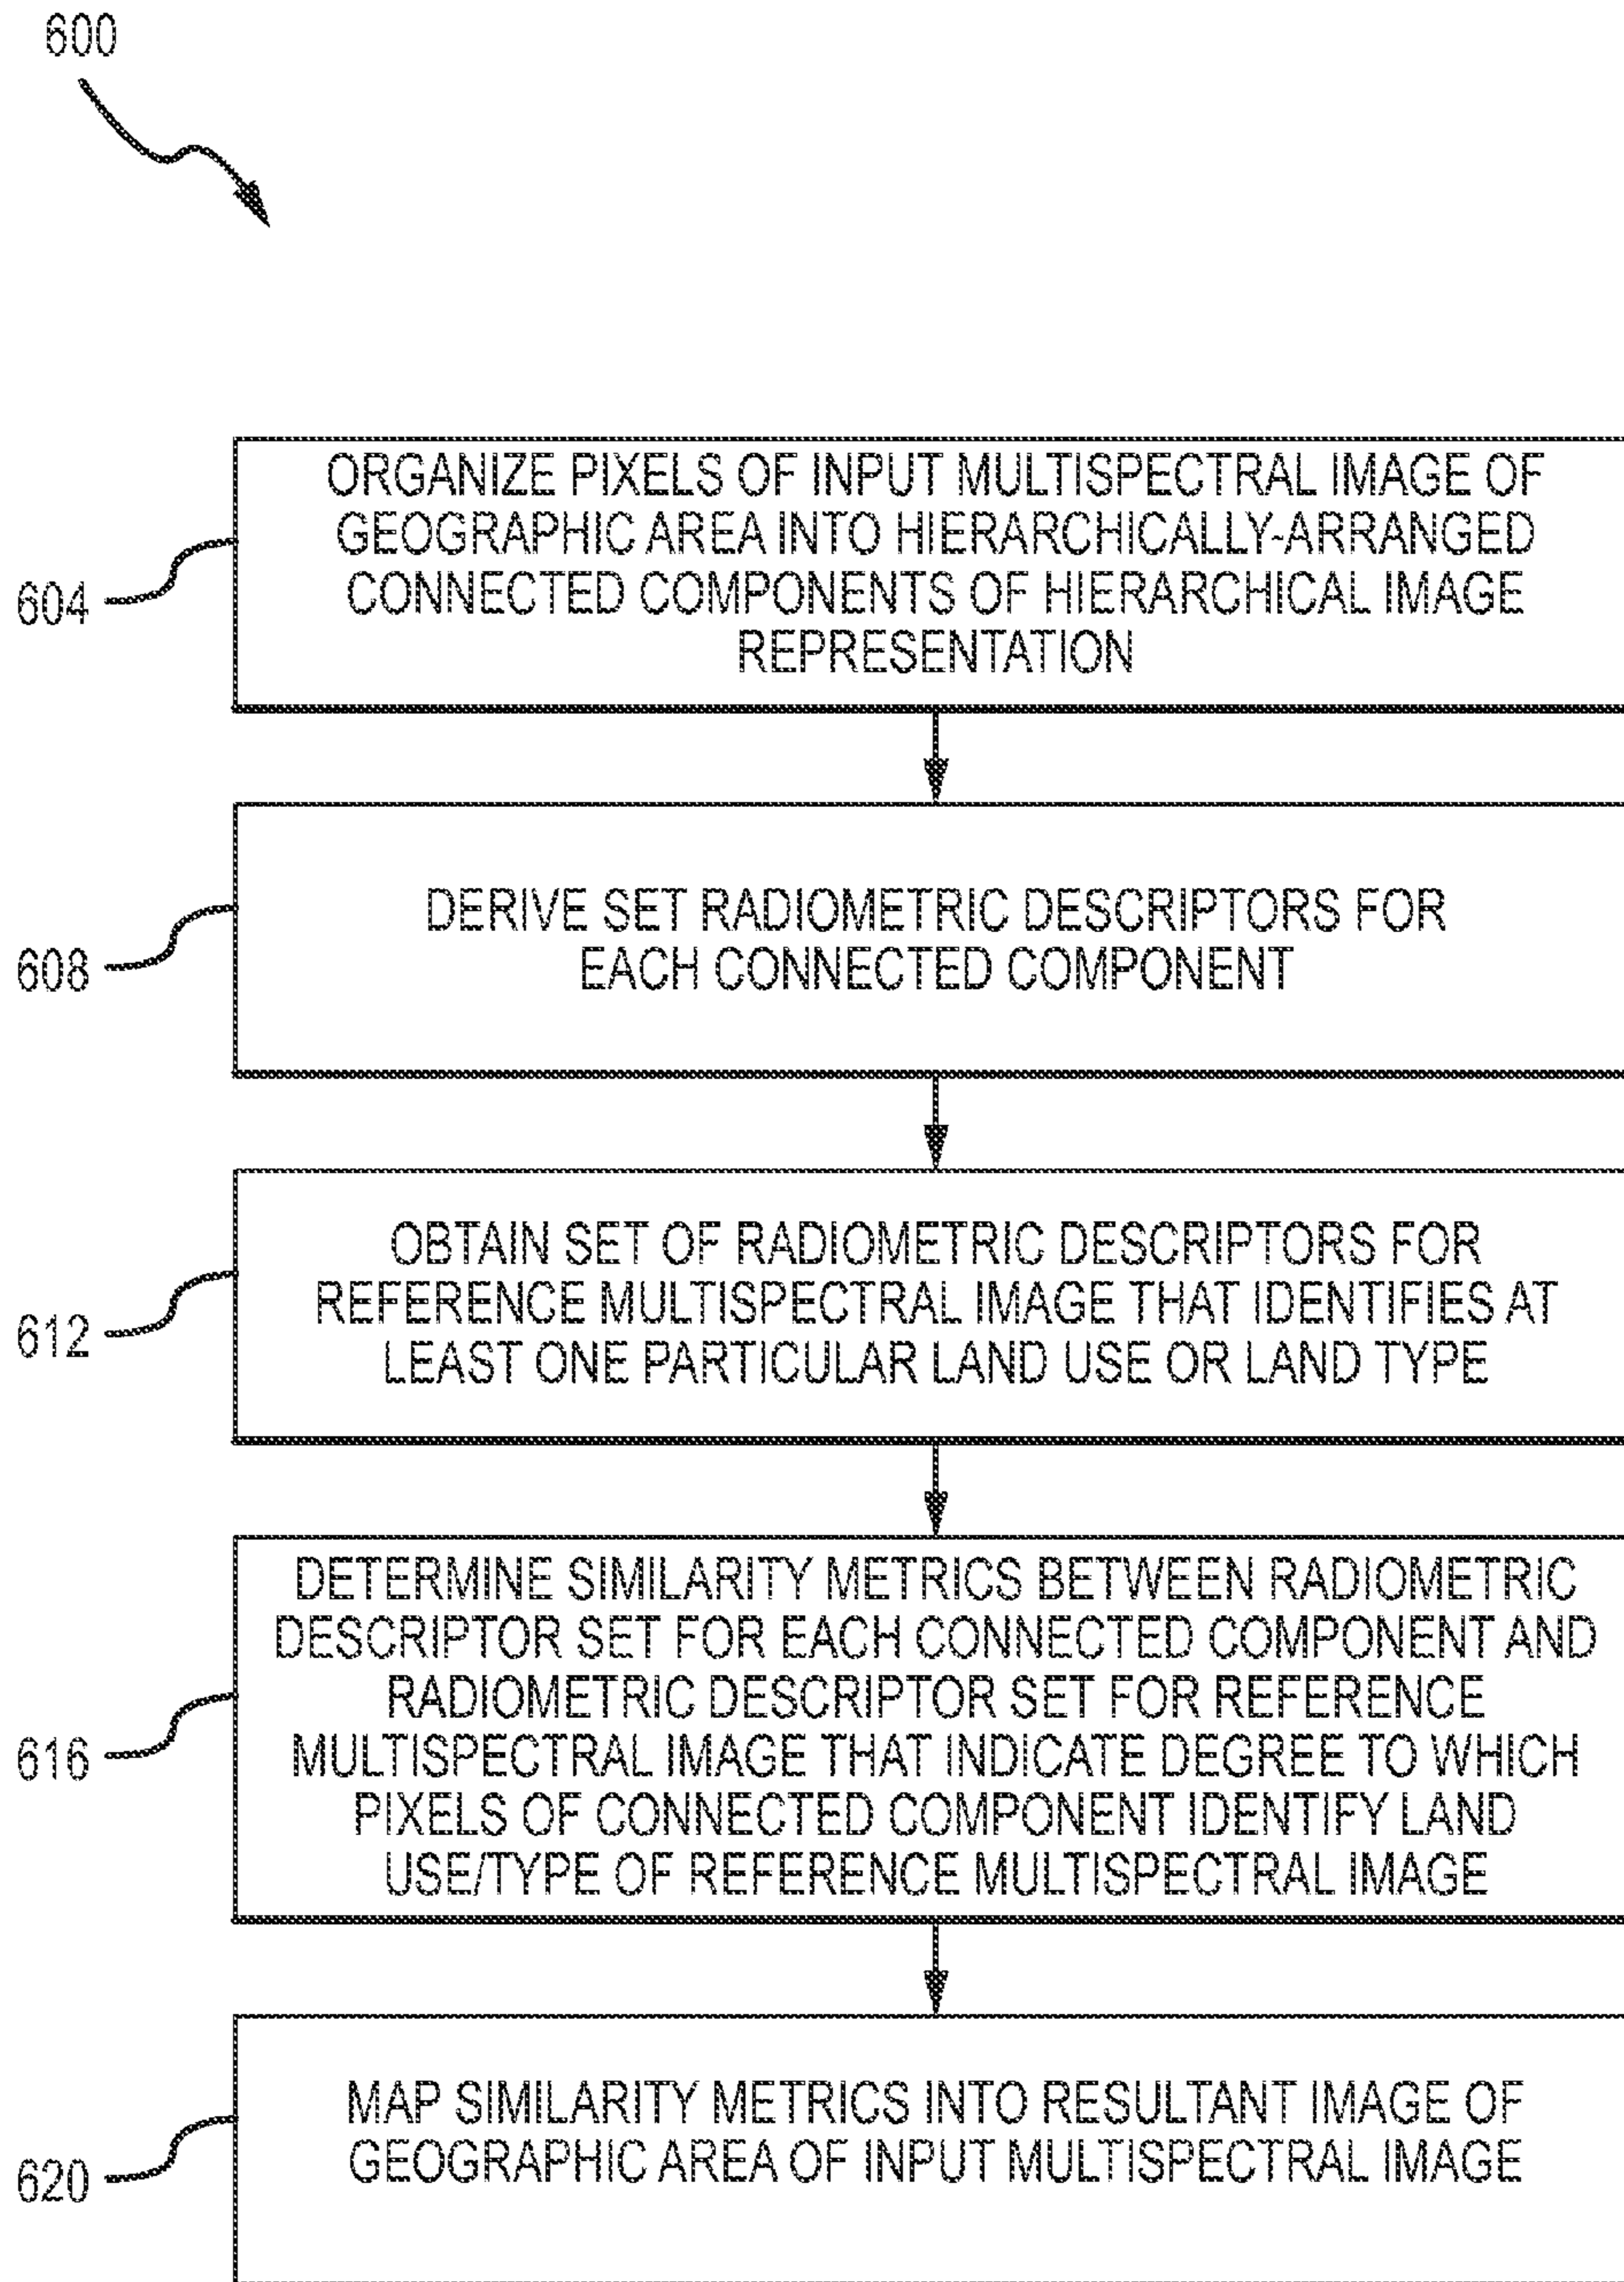 600
ORGANIZE PIXELS OF INPUT MULTISPECTRAL IMAGE OF
GEOGRAPHIC AREA INTO HIERARCHICALLY-ARRANGED
CONNECTED COMPONENTS OF HIERARCHICAL IMAGE
REPRESENTATION
604
DERIVE SET RADIOMETRIC DESCRIPTORS FOR
EACH CONNECTED COMPONENT
608
OBTAIN SET OF RADIOMETRIC DESCRIPTORS FOR
REFERENCE MULTISPECTRAL IMAGE THAT IDENTIFIES AT
LEAST ONE PARTICULAR LAND USE OR LAND TYPE
612
DETERMINE SIMILARITY METRICS BETWEEN RADIOMETRIC
DESCRIPTOR SET FOR EACH CONNECTED COMPONENT AND
RADIOMETRIC DESCRIPTOR SET FOR REFERENCE
MULTISPECTRAL IMAGE THAT INDICATE DEGREE TO WHICH
PIXELS OF CONNECTED COMPONENT IDENTIFY LAND
USE/TYPE OF REFERENCE MULTISPECTRAL IMAGE
616
MAP SIMILARITY METRICS INTO RESULTANT IMAGE OF
GEOGRAPHIC AREA OF INPUT MULTISPECTRAL IMAGE
620